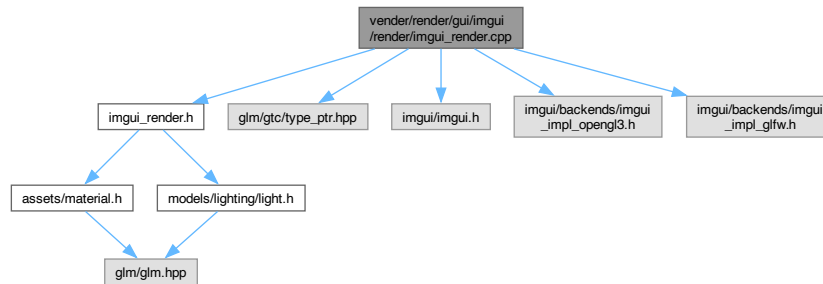 vender/render/gui/imgui
/render/imgui_render.cpp
imgui_render.h
glm/gtc/type_ptr.hpp
imgui/imgui.h
imgui/backends/imgui
_impl_opengl3.h
imgui/backends/imgui
_impl_glfw.h
assets/material.h
models/lighting/light.h
glm/glm.hpp